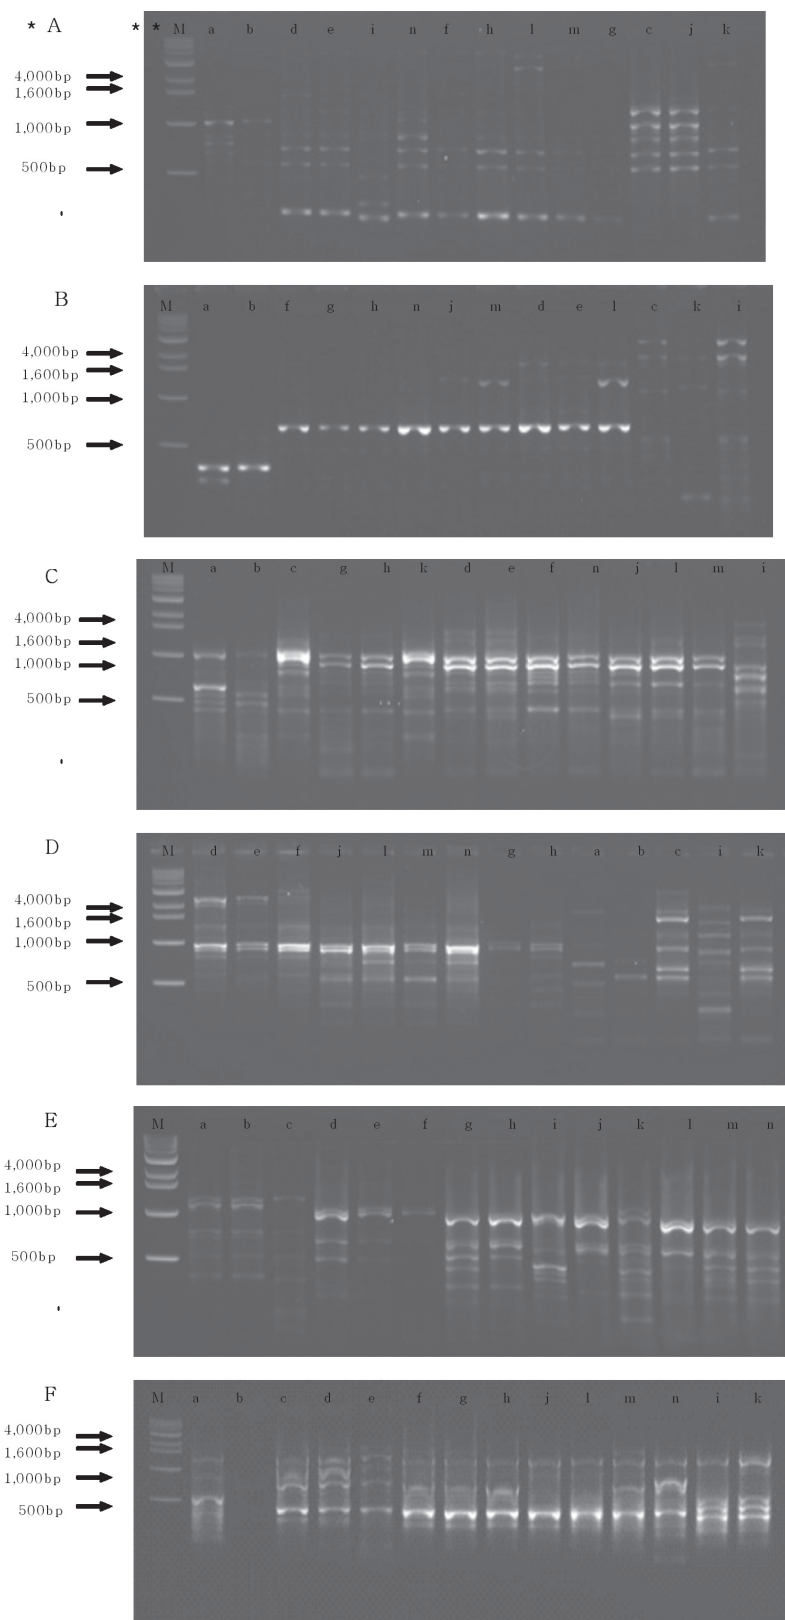 * A * * M a b d e i n f h l m g c j k
4,000bp
1,600bp
1,000bp
500bp
B M a b f g h n j m d e l c k i
4,000bp
1,600bp
1,000bp
500bp
C M a b c g h k d e f n j l m i
4,000bp
1,600bp
1,000bp
500bp
D M d e f j l m n g h a b c i k
4,000bp
1,600bp
1,000bp
500bp
E M a b c d e f g h i j k l m n
4,000bp
1,600bp
1,000bp
500bp
F M a b c d e f g h j l m n i k
4,000bp
1,600bp
1,000bp
500bp